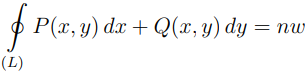 ∮_{(L)} P(x, y) dx + Q(x, y) dy = nw